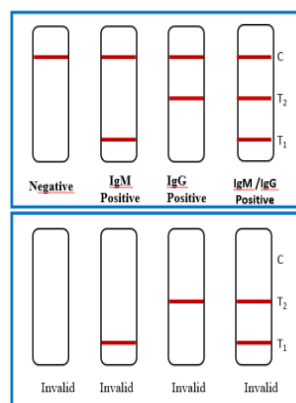 C
T2
T1
Negative
IgM
Positive
IgG
Positive
IgM /IgG
Positive
C
T2
T1
Invalid
Invalid
Invalid
Invalid